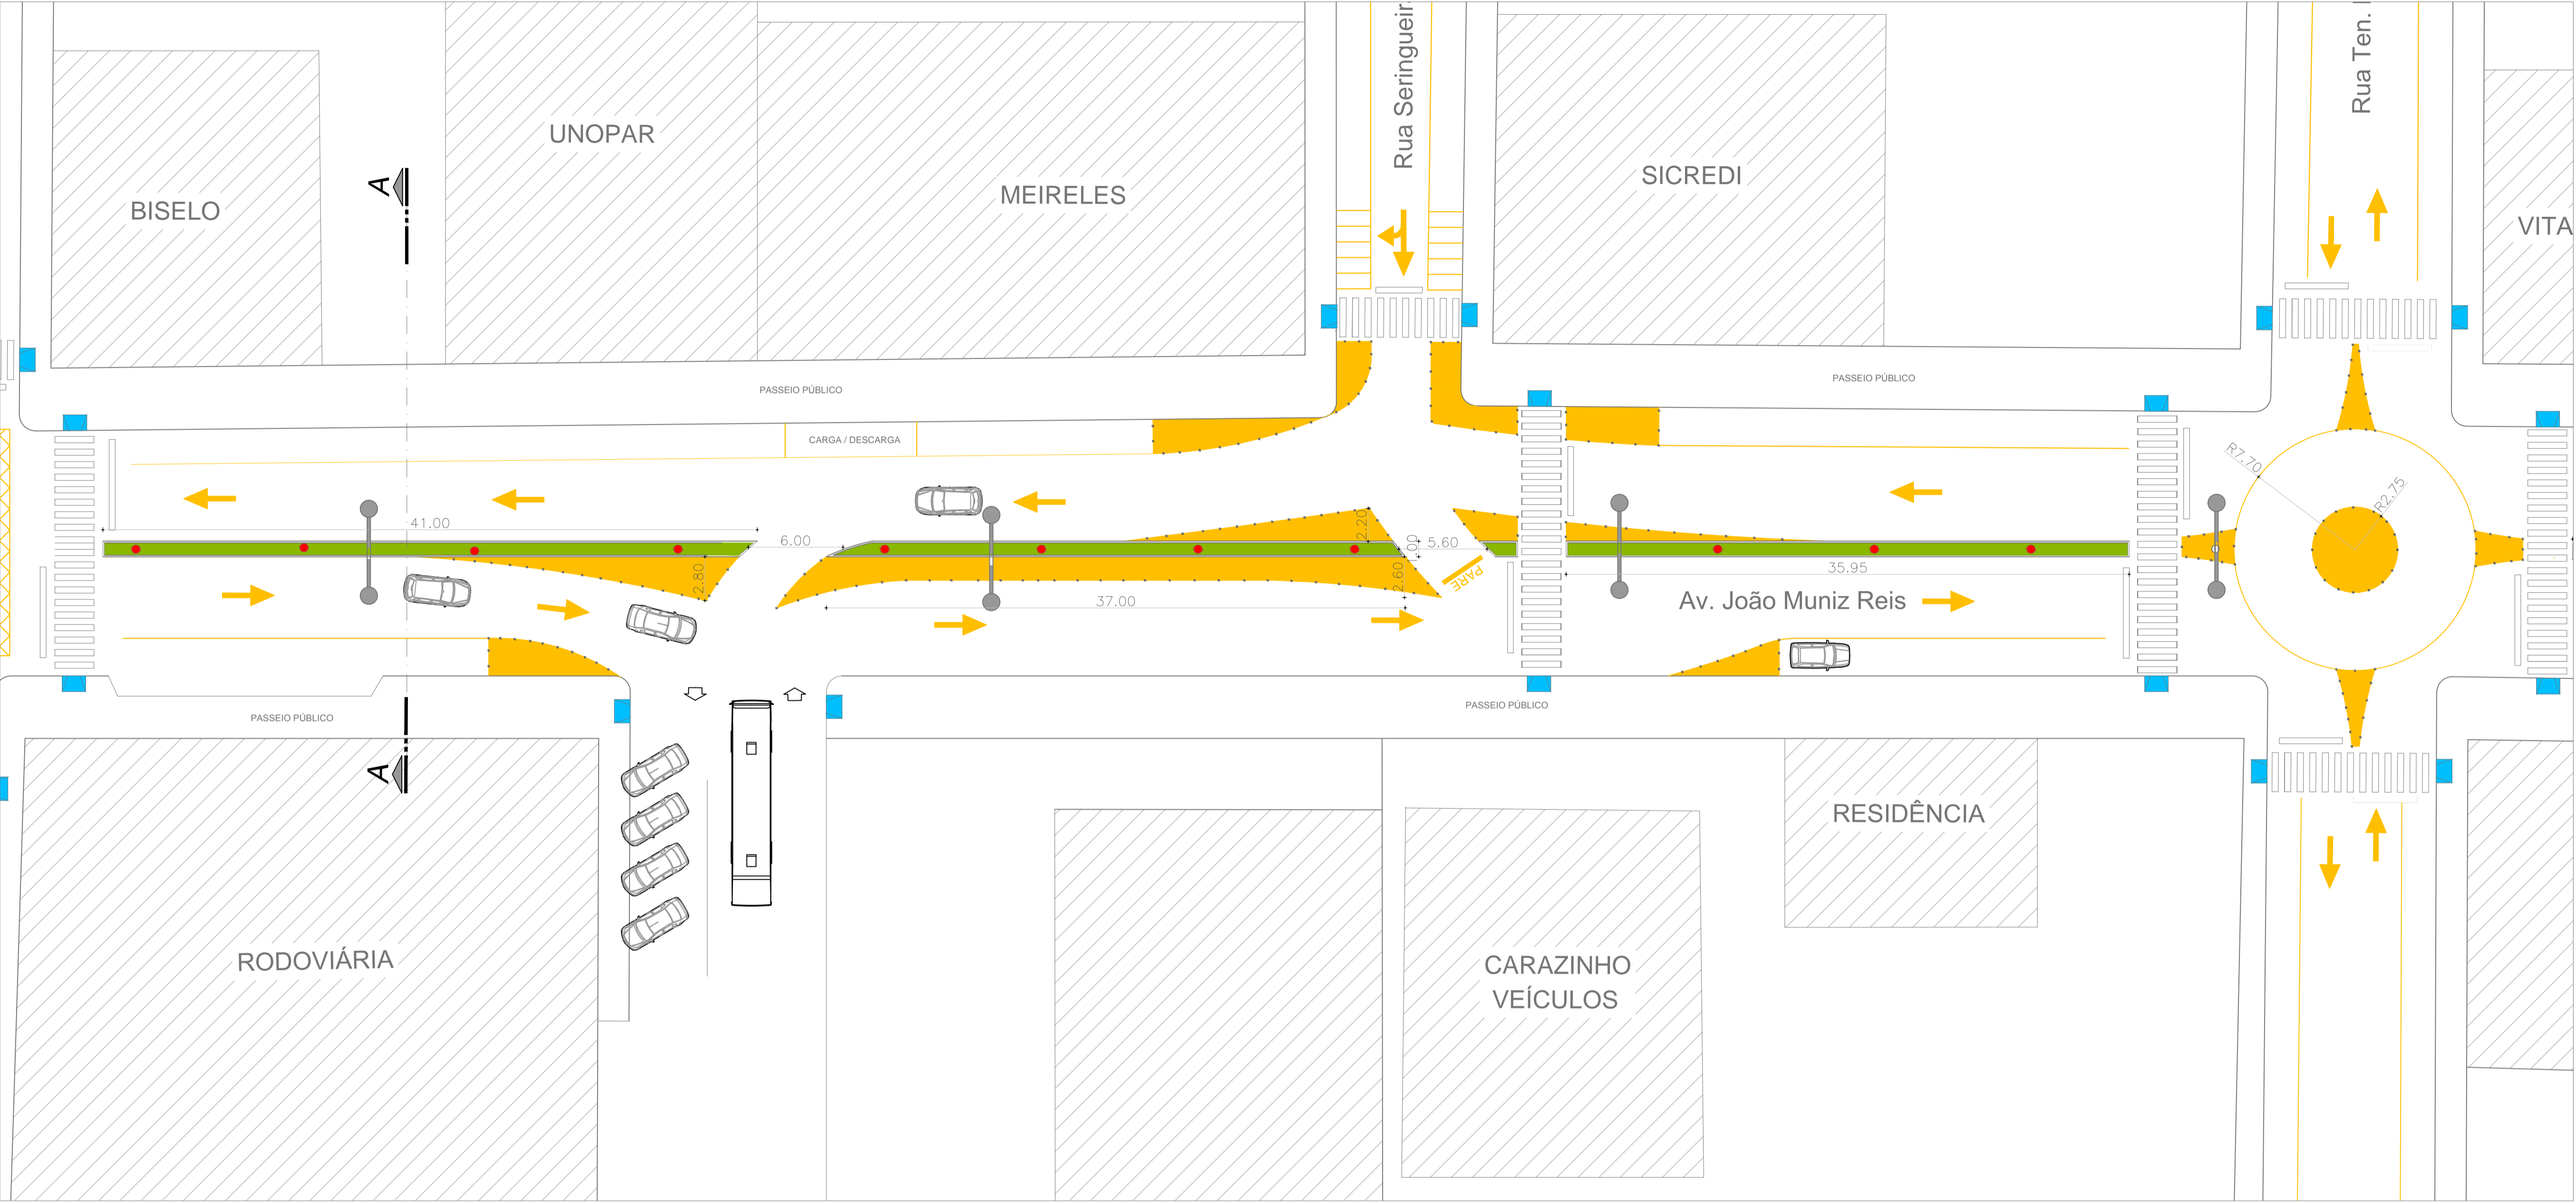 Rua Seringueir
Rua Ten.
UNOPAR
BISELO
A
MEIRELES
SICREDI
VITA
PASSEIO PÚBLICO
PASSEIO PÚBLICO
CARGA / DESCARGA
R7.70
R2.75
41.00
6.00
2.20
1.00
5.60
2.80
2.60
PARE
35.95
37.00
Av. João Muniz Reis
PASSEIO PÚBLICO
PASSEIO PÚBLICO
A
RESIDÊNCIA
RODOVIÁRIA
CARAZINHO
VEÍCULOS